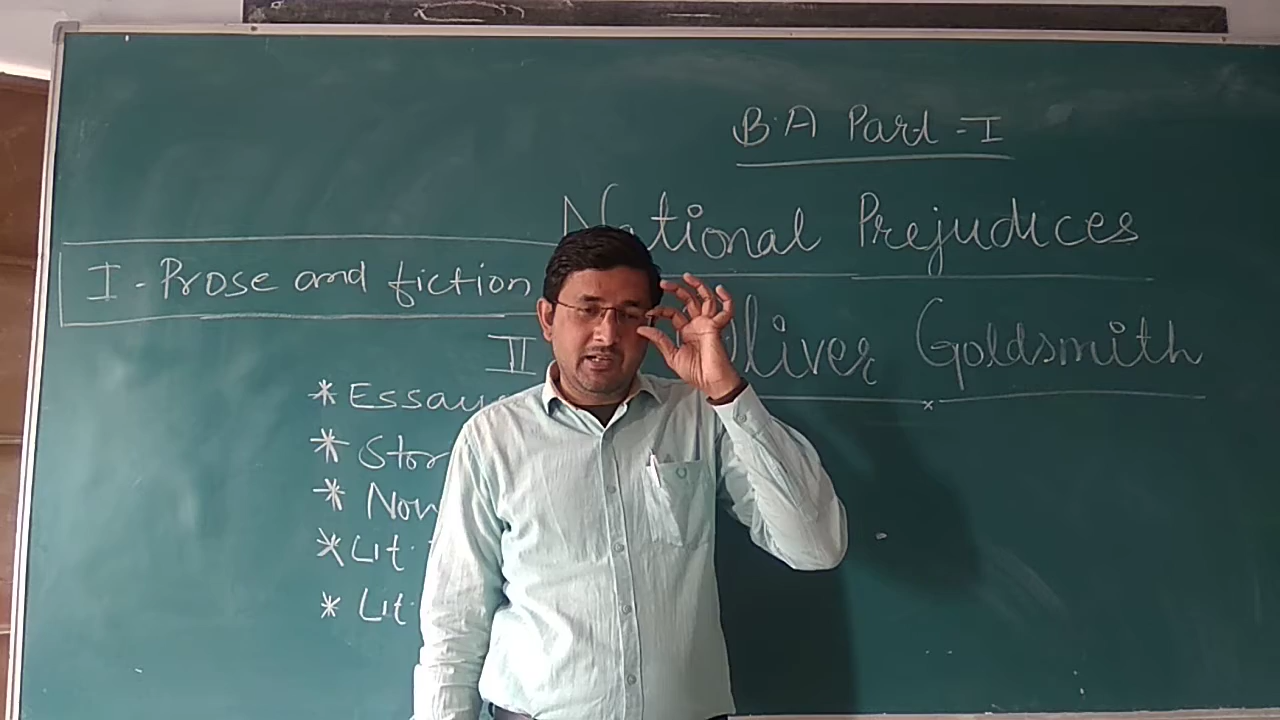 B.A Part-I
National Prejudices
I - Prose and fiction
Oliver Goldsmith
II
* Essay
* Stor
* Nov
* Lit.
* Lit.